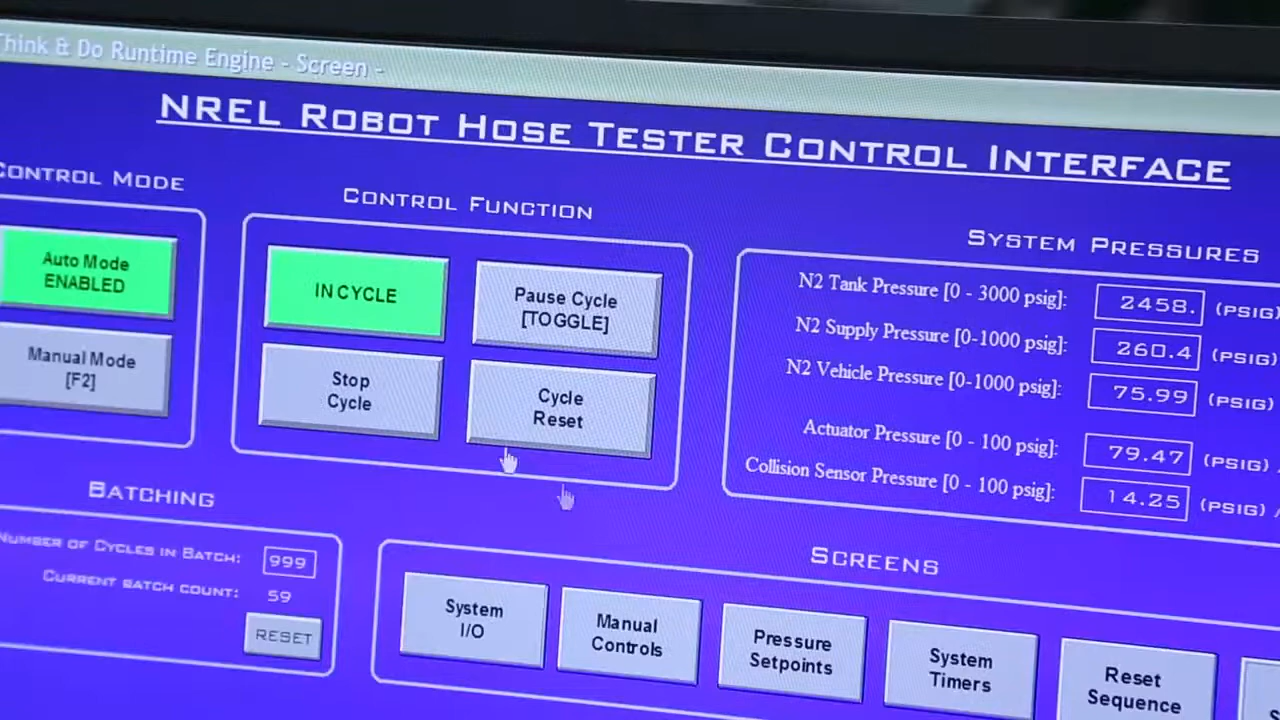 Think & Do Runtime Engine - Screen -
NREL ROBOT HOSE TESTER CONTROL INTERFACE
CONTROL MODE
Auto Mode
ENABLED
Manual Mode
[F2]
CONTROL FUNCTION
IN CYCLE
Pause Cycle
[TOGGLE]
Stop
Cycle
Cycle
Reset
SYSTEM PRESSURES
N2 Tank Pressure [0 - 3000 psig]: 2458. (PSIG)
N2 Supply Pressure [0-1000 psig]: 260.4 (PSIG)
N2 Vehicle Pressure [0-1000 psig]: 75.99 (PSIG)
Actuator Pressure [0 - 100 psig]: 79.47 (PSIG)
Collision Sensor Pressure [0 - 100 psig]: 14.25 (PSIG) /
BATCHING
NUMBER OF CYCLES IN BATCH: 999
CURRENT BATCH COUNT: 59
RESET
SCREENS
System
I/O
Manual
Controls
Pressure
Setpoints
System
Timers
Reset
Sequence